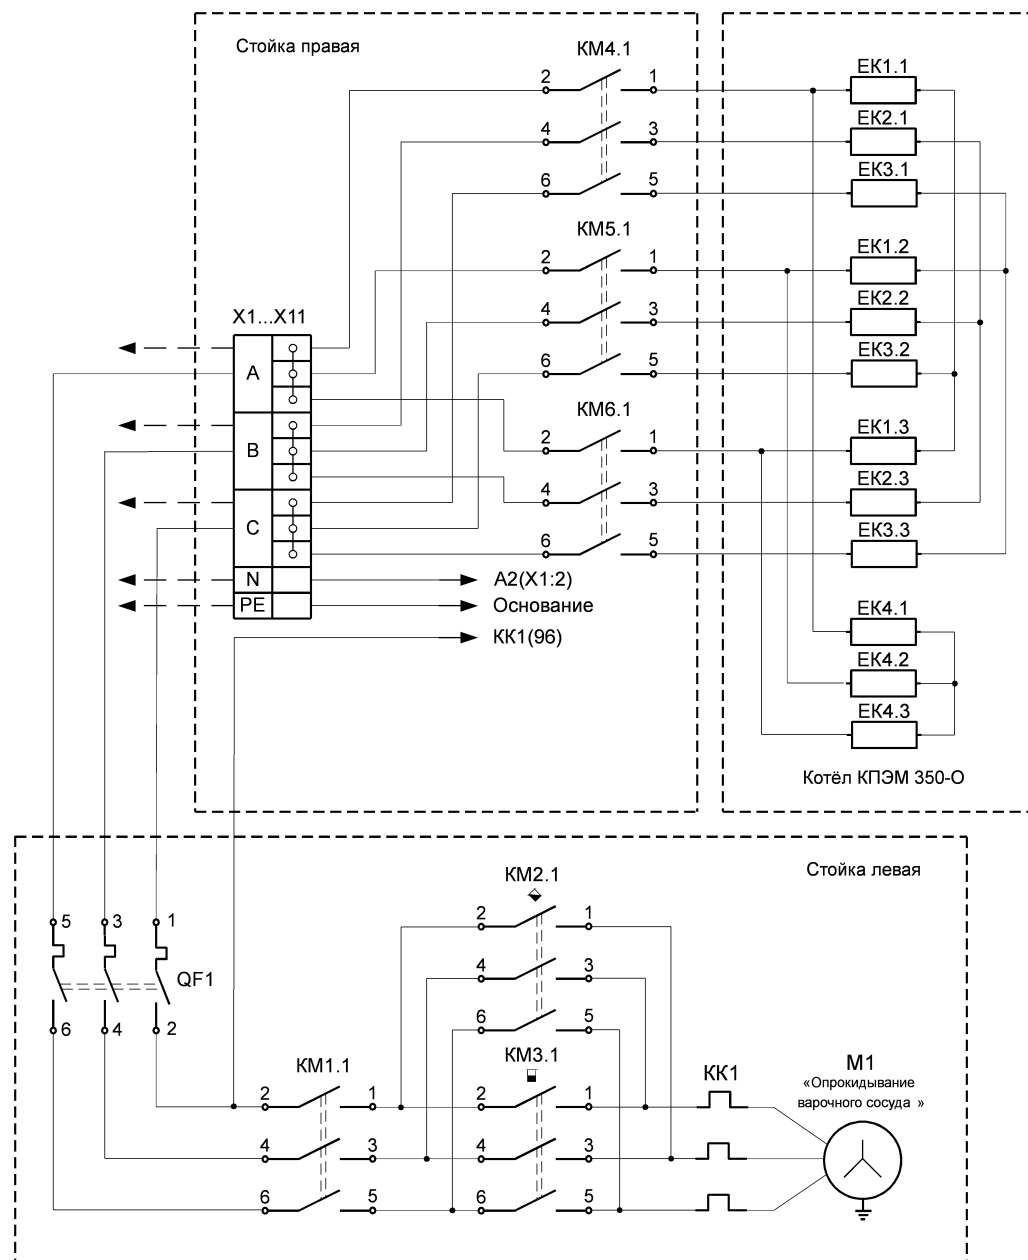 Стойка правая
КМ4.1
2
1
4
3
6
5
ЕК1.1
ЕК2.1
ЕК3.1
КМ5.1
2
1
4
3
6
5
ЕК1.2
ЕК2.2
ЕК3.2
X1...X11
A
B
C
N
PE
КМ6.1
2
1
4
3
6
5
ЕК1.3
ЕК2.3
ЕК3.3
А2(Х1:2)
Основание
КК1(96)
ЕК4.1
ЕК4.2
ЕК4.3
Котёл КПЭМ 350-О
Стойка левая
КМ2.1
2
1
4
3
6
5
5
3
1
QF1
6
4
2
КМ1.1
2
1
4
3
6
5
КМ3.1
2
1
4
3
6
5
КК1
М1
«Опрокидывание
варочного сосуда »